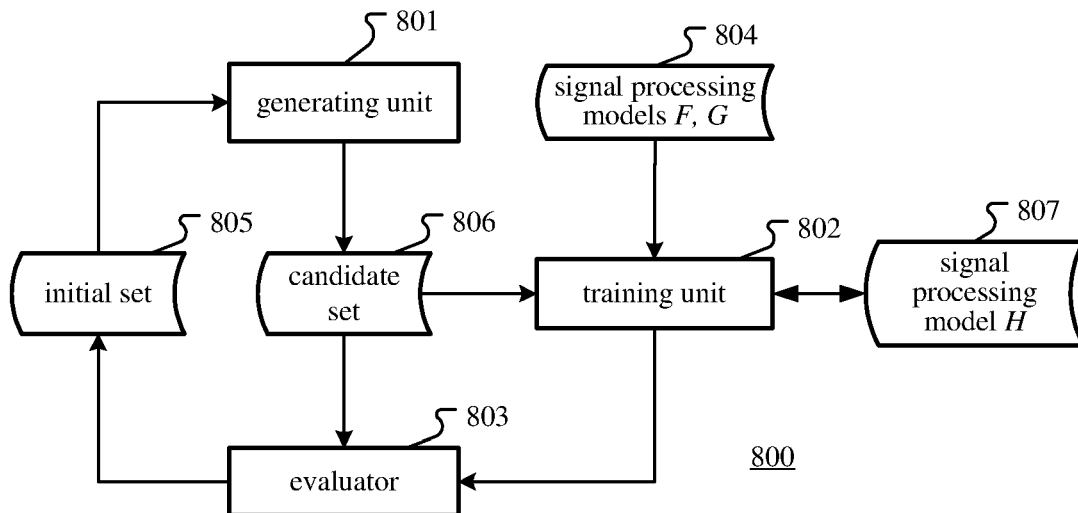 801
generating unit
804
signal processing
models F, G
805
initial set
806
candidate
set
802
training unit
807
signal
processing
model H
803
evaluator
800